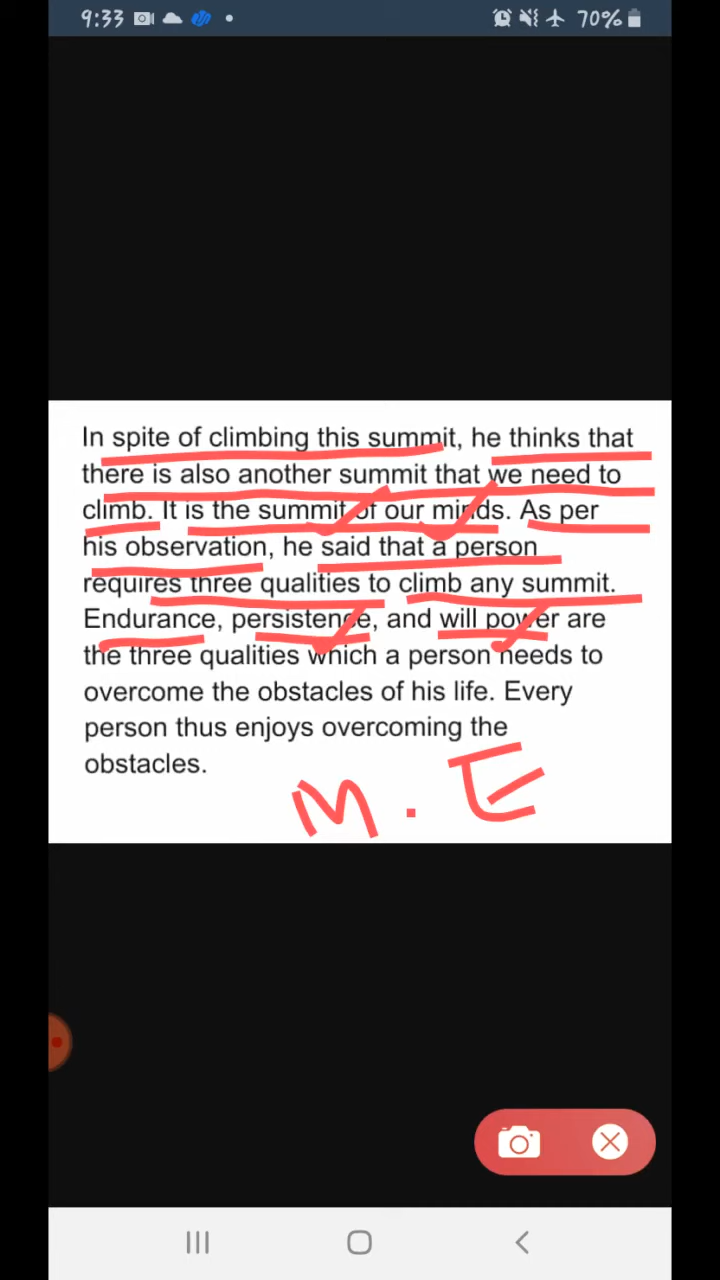 9:33
70%
In spite of climbing this summit, he thinks that
there is also another summit that we need to
climb. It is the summit of our minds. As per
his observation, he said that a person
requires three qualities to climb any summit.
Endurance, persistence, and will power are
the three qualities which a person needs to
overcome the obstacles of his life. Every
person thus enjoys overcoming the
obstacles.
M. E